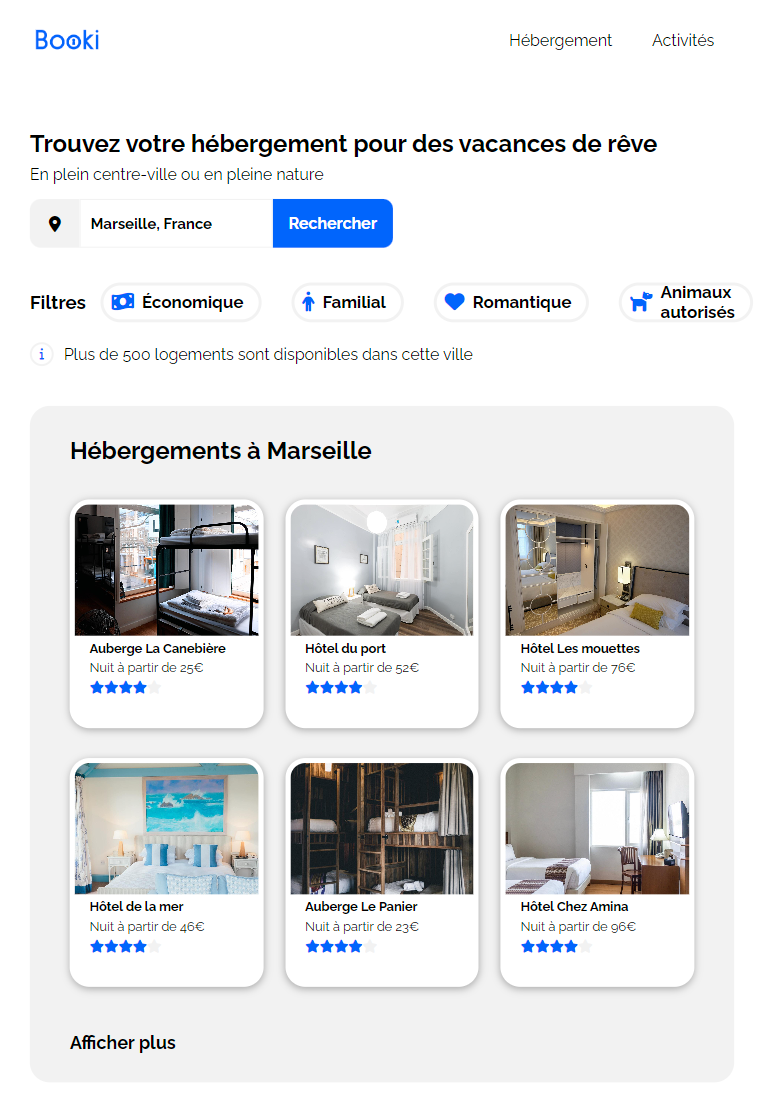 Booki
Hébergement Activités
Trouvez votre hébergement pour des vacances de rêve
En plein centre-ville ou en pleine nature
Marseille, France Rechercher
Filtres Économique Familial Romantique Animaux
autorisés
Plus de 500 logements sont disponibles dans cette ville
Hébergements à Marseille
Auberge La Canebière Hôtel du port Hôtel Les mouettes
Nuit à partir de 25€ Nuit à partir de 52€ Nuit à partir de 76€
Hôtel de la mer Auberge Le Panier Hôtel Chez Amina
Nuit à partir de 46€ Nuit à partir de 23€ Nuit à partir de 96€
Afficher plus